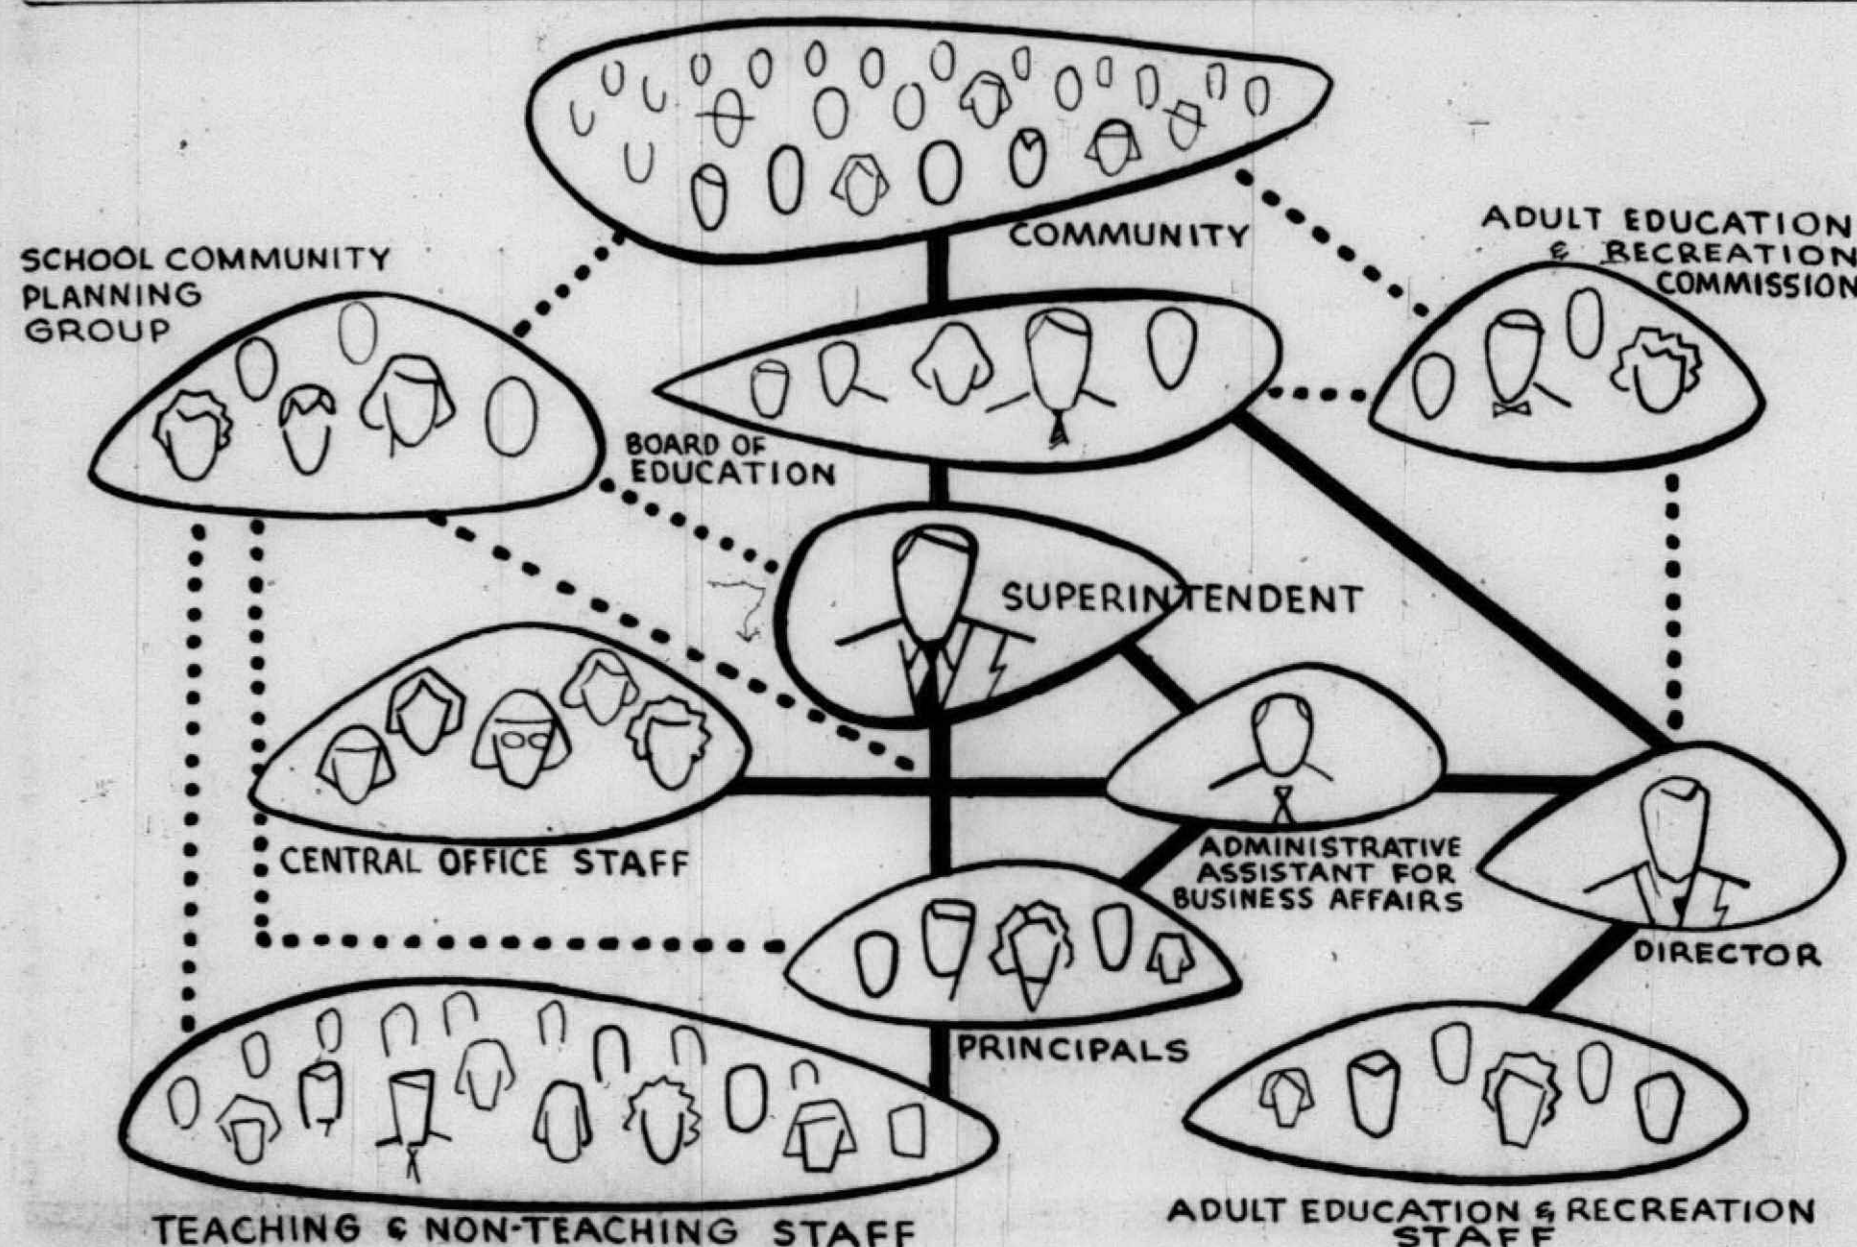 COMMUNITY
ADULT EDUCATION
& RECREATION
COMMISSION
SCHOOL COMMUNITY
PLANNING
GROUP
BOARD OF
EDUCATION
SUPERINTENDENT
CENTRAL OFFICE STAFF
ADMINISTRATIVE
ASSISTANT FOR
BUSINESS AFFAIRS
DIRECTOR
PRINCIPALS
TEACHING & NON-TEACHING STAFF
ADULT EDUCATION & RECREATION
STAFF